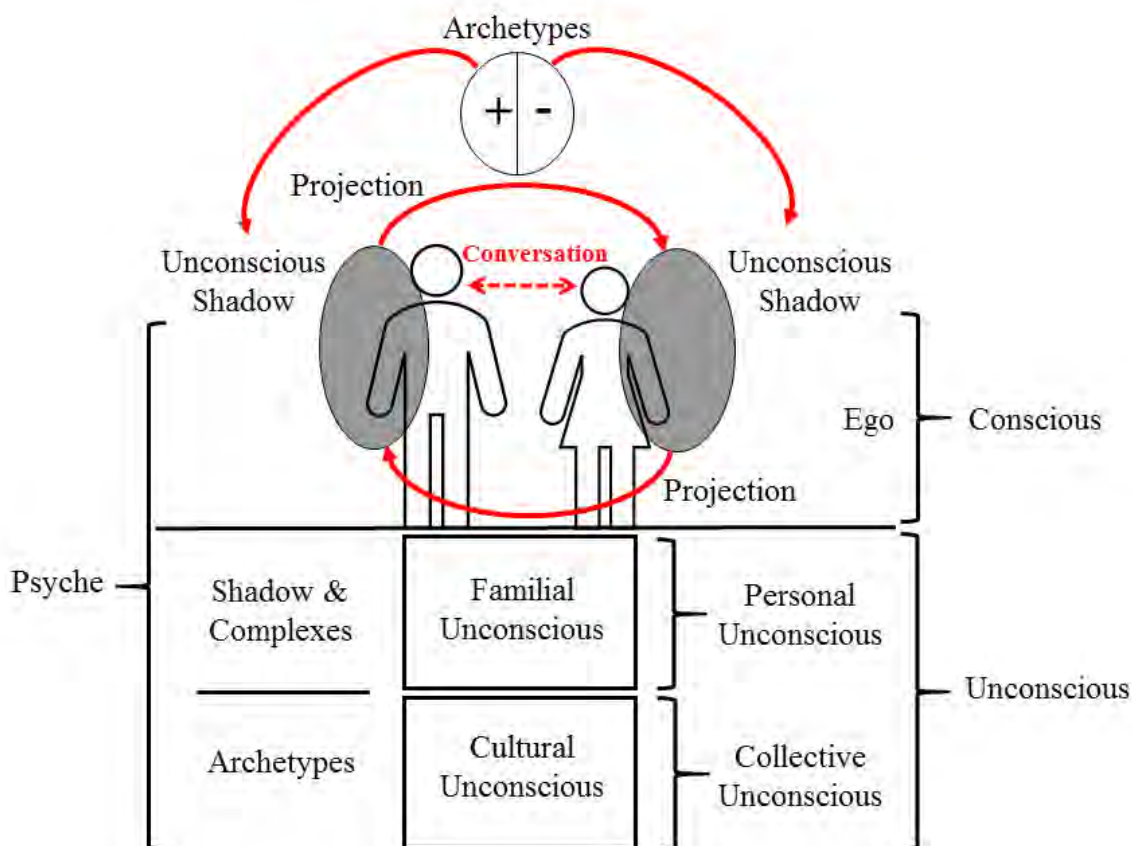 Archetypes
+ -
Projection
Conversation
Unconscious
Shadow
Unconscious
Shadow
Ego
Conscious
Projection
Psyche
Shadow &
Complexes
Familial
Unconscious
Personal
Unconscious
Unconscious
Archetypes
Cultural
Unconscious
Collective
Unconscious